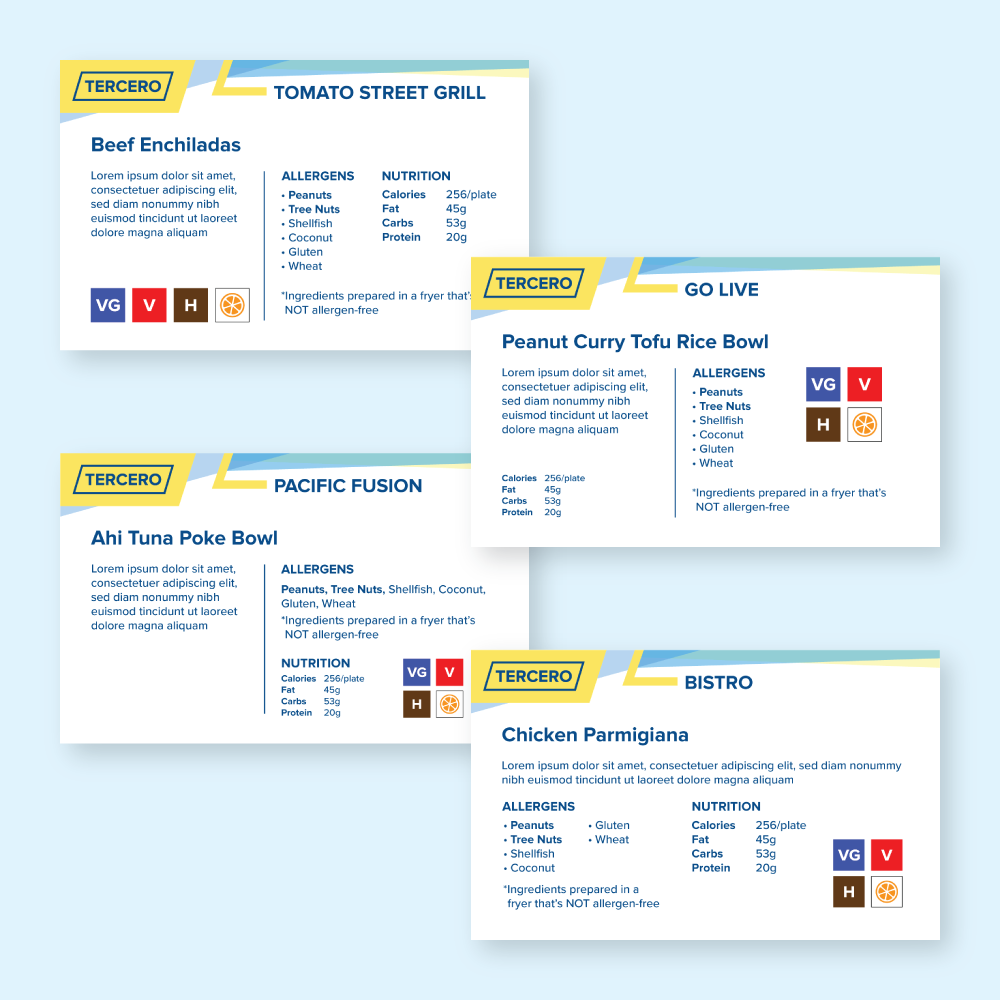 TERCERO
TOMATO STREET GRILL
Beef Enchiladas
Lorem ipsum dolor sit amet,
consectetuer adipiscing elit,
sed diam nonummy nibh
euismod tincidunt ut laoreet
dolore magna aliquam
VG V H
ALLERGENS
• Peanuts
• Tree Nuts
• Shellfish
• Coconut
• Gluten
• Wheat
NUTRITION
Calories 256/plate
Fat 45g
Carbs 53g
Protein 20g
*Ingredients prepared in a fryer that's
NOT allergen-free
TERCERO
GO LIVE
Peanut Curry Tofu Rice Bowl
Lorem ipsum dolor sit amet,
consectetuer adipiscing elit,
sed diam nonummy nibh
euismod tincidunt ut laoreet
dolore magna aliquam
Calories 256/plate
Fat 45g
Carbs 53g
Protein 20g
ALLERGENS
• Peanuts
• Tree Nuts
• Shellfish
• Coconut
• Gluten
• Wheat
VG V
H
*Ingredients prepared in a fryer that's
NOT allergen-free
TERCERO
PACIFIC FUSION
Ahi Tuna Poke Bowl
Lorem ipsum dolor sit amet,
consectetuer adipiscing elit,
sed diam nonummy nibh
euismod tincidunt ut laoreet
dolore magna aliquam
ALLERGENS
Peanuts, Tree Nuts, Shellfish, Coconut,
Gluten, Wheat
*Ingredients prepared in a fryer that's
NOT allergen-free
NUTRITION
Calories 256/plate
Fat 45g
Carbs 53g
Protein 20g
VG V
H
TERCERO
BISTRO
Chicken Parmigiana
Lorem ipsum dolor sit amet, consectetuer adipiscing elit, sed diam nonummy
nibh euismod tincidunt ut laoreet dolore magna aliquam
ALLERGENS
• Peanuts
• Tree Nuts
• Shellfish
• Coconut
• Gluten
• Wheat
*Ingredients prepared in a
fryer that's NOT allergen-free
NUTRITION
Calories 256/plate
Fat 45g
Carbs 53g
Protein 20g
VG V
H